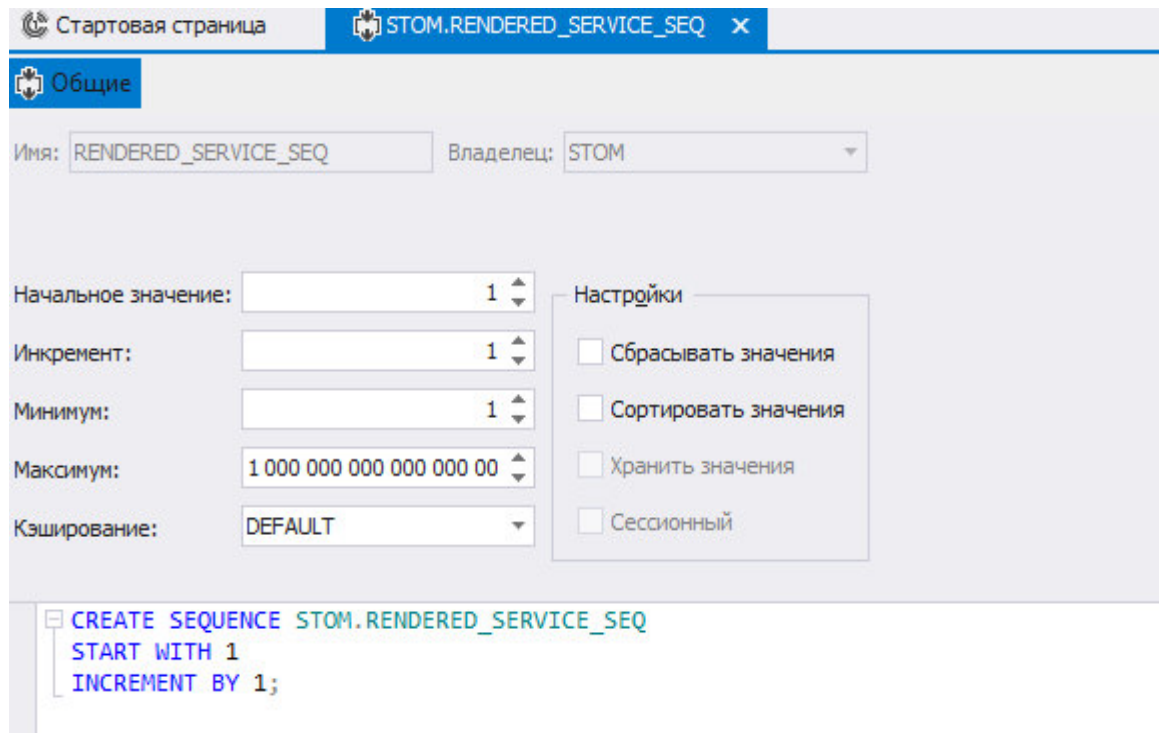 Стартовая страница STOM.RENDERED_SERVICE_SEQ ×
Общие
Имя: RENDERED_SERVICE_SEQ Владелец: STOM
Начальное значение: 1 Настройки
Инкремент: 1 Сбрасывать значения
Минимум: 1 Сортировать значения
Максимум: 1 000 000 000 000 000 00 Хранить значения
Кэширование: DEFAULT Сессионный
CREATE SEQUENCE STOM.RENDERED_SERVICE_SEQ
START WITH 1
INCREMENT BY 1;